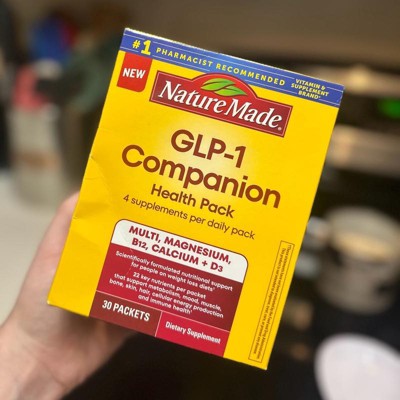 #1 PHARMACIST RECOMMENDED VITAMIN & SUPPLEMENT BRAND*
NEW
Nature Made®
GLP-1
Companion
Health Pack
4 supplements per daily pack
MULTI, MAGNESIUM,
B12, CALCIUM + D3
Scientifically formulated nutritional support
for people on weight loss diets†
22 key nutrients per packet
that support metabolism, mood, muscle,
bone, skin, hair, cellular energy production
and immune health†
30 PACKETS
Dietary Supplement